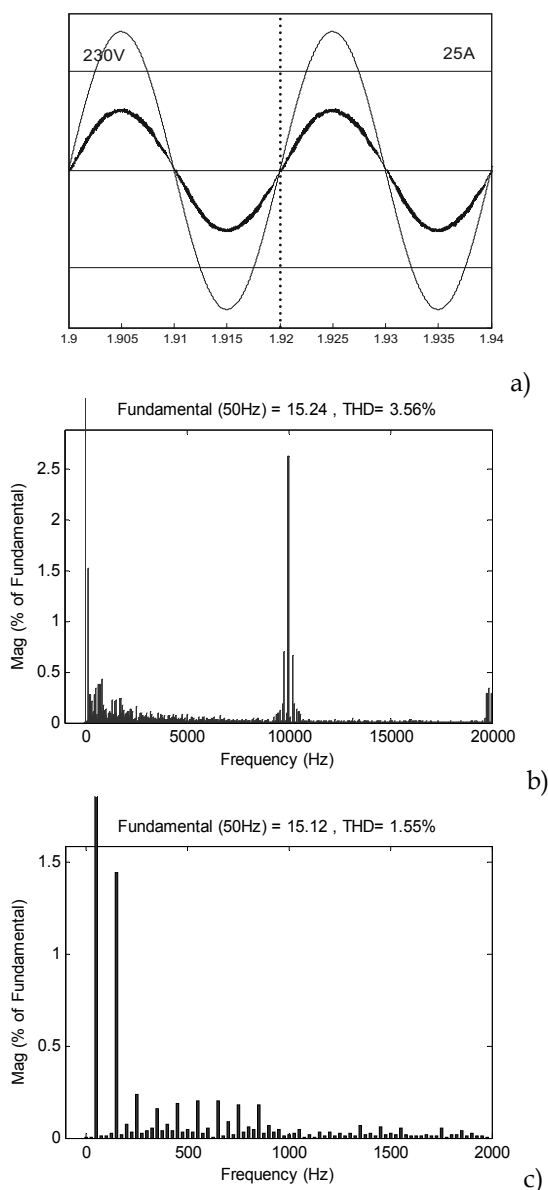 230V 25A
1.9 1.905 1.91 1.915 1.92 1.925 1.93 1.935 1.94
a)
Fundamental (50Hz) = 15.24 , THD= 3.56%
Mag (% of Fundamental)
2.5
2
1.5
1
0.5
0
0 5000 10000 15000 20000
Frequency (Hz)
b)
Fundamental (50Hz) = 15.12 , THD= 1.55%
Mag (% of Fundamental)
1.5
1
0.5
0
0 500 1000 1500 2000
Frequency (Hz)
c)